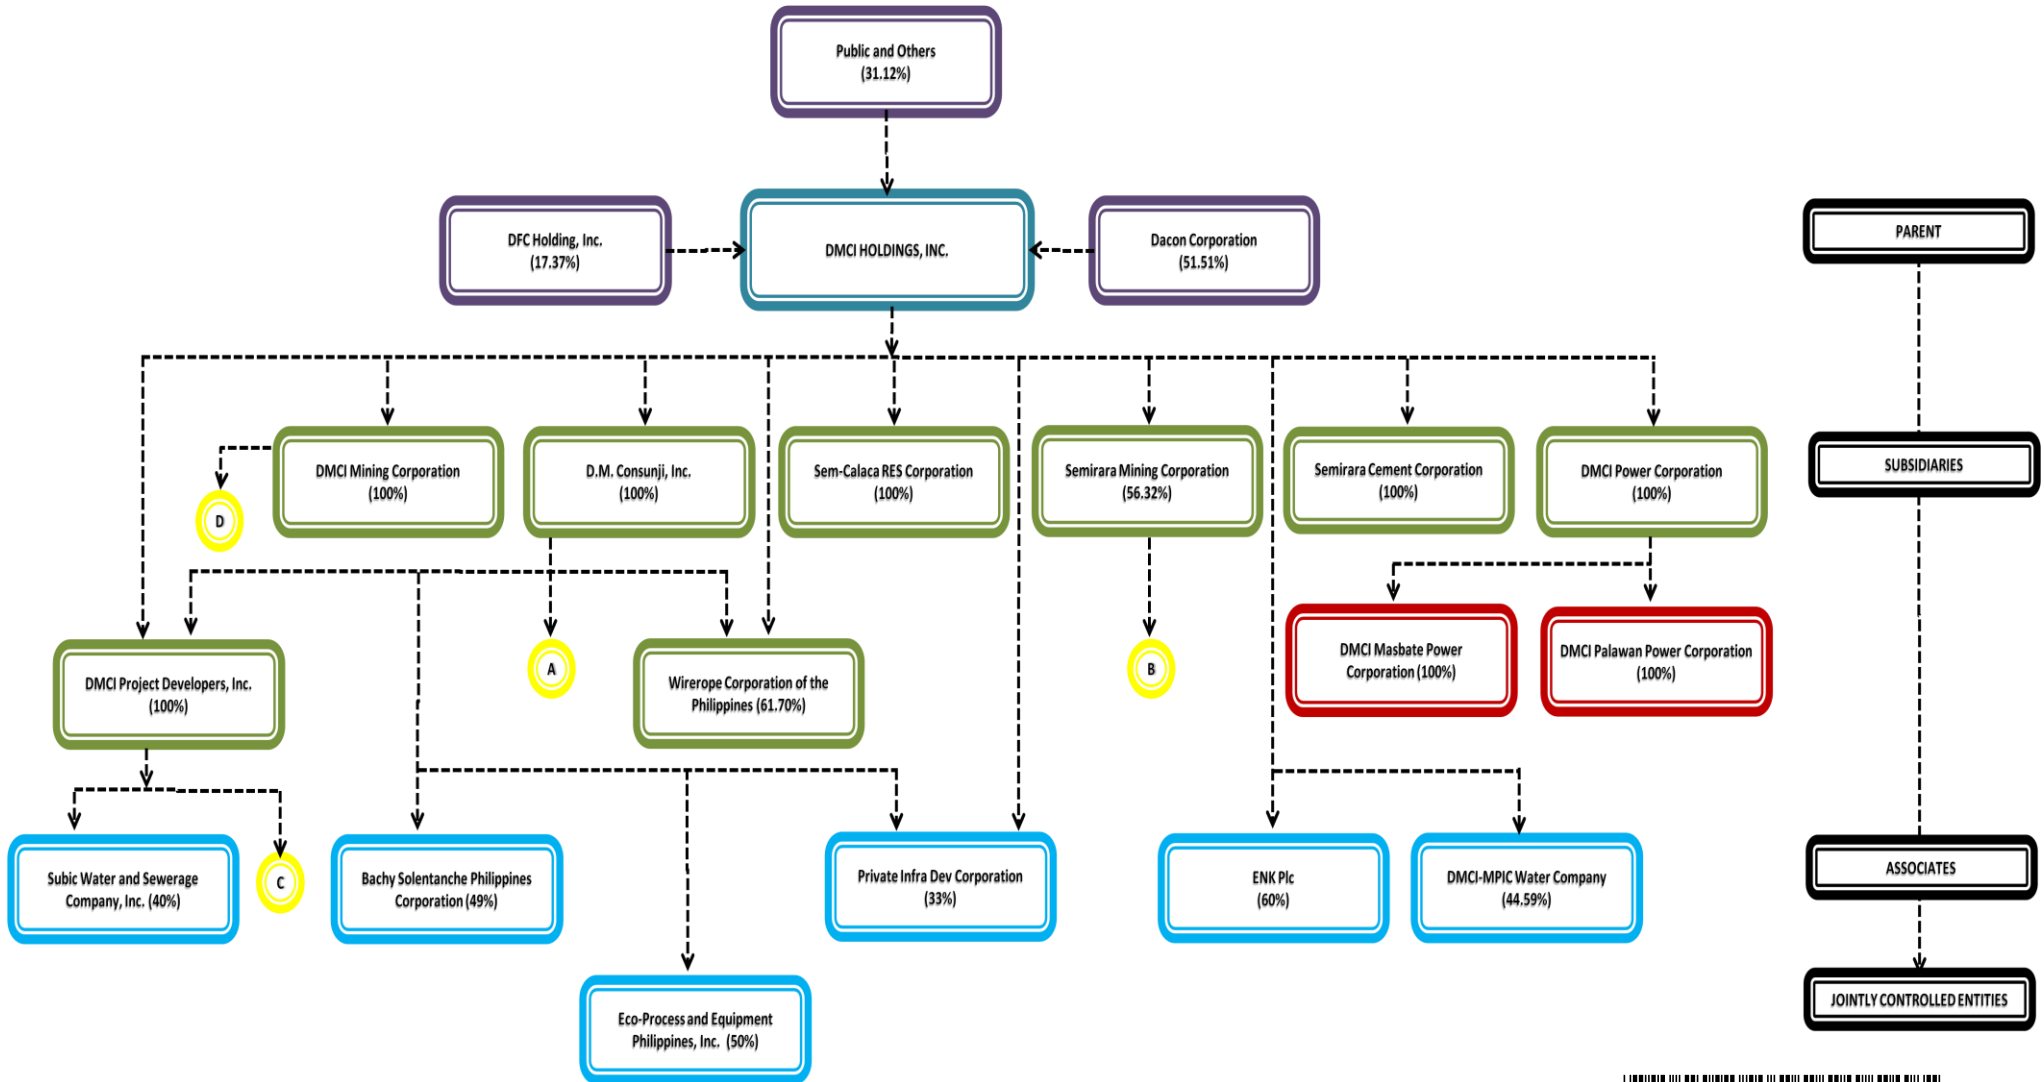 Public and Others
(31.12%)
DFC Holding, Inc.
(17.37%)
DMCI HOLDINGS, INC.
Dacon Corporation
(51.51%)
PARENT
DMCI Mining Corporation
(100%)
D.M. Consunji, Inc.
(100%)
Sem-Calaca RES Corporation
(100%)
Semirara Mining Corporation
(56.32%)
Semirara Cement Corporation
(100%)
DMCI Power Corporation
(100%)
SUBSIDIARIES
D
DMCI Project Developers, Inc.
(100%)
A
Wirerope Corporation of the
Philippines (61.70%)
B
DMCI Masbate Power
Corporation (100%)
DMCI Palawan Power Corporation
(100%)
Subic Water and Sewerage
Company, Inc. (40%)
C
Bachy Solentanche Philippines
Corporation (49%)
Private Infra Dev Corporation
(33%)
ENK Plc
(60%)
DMCI-MPIC Water Company
(44.59%)
ASSOCIATES
Eco-Process and Equipment
Philippines, Inc. (50%)
JOINTLY CONTROLLED ENTITIES